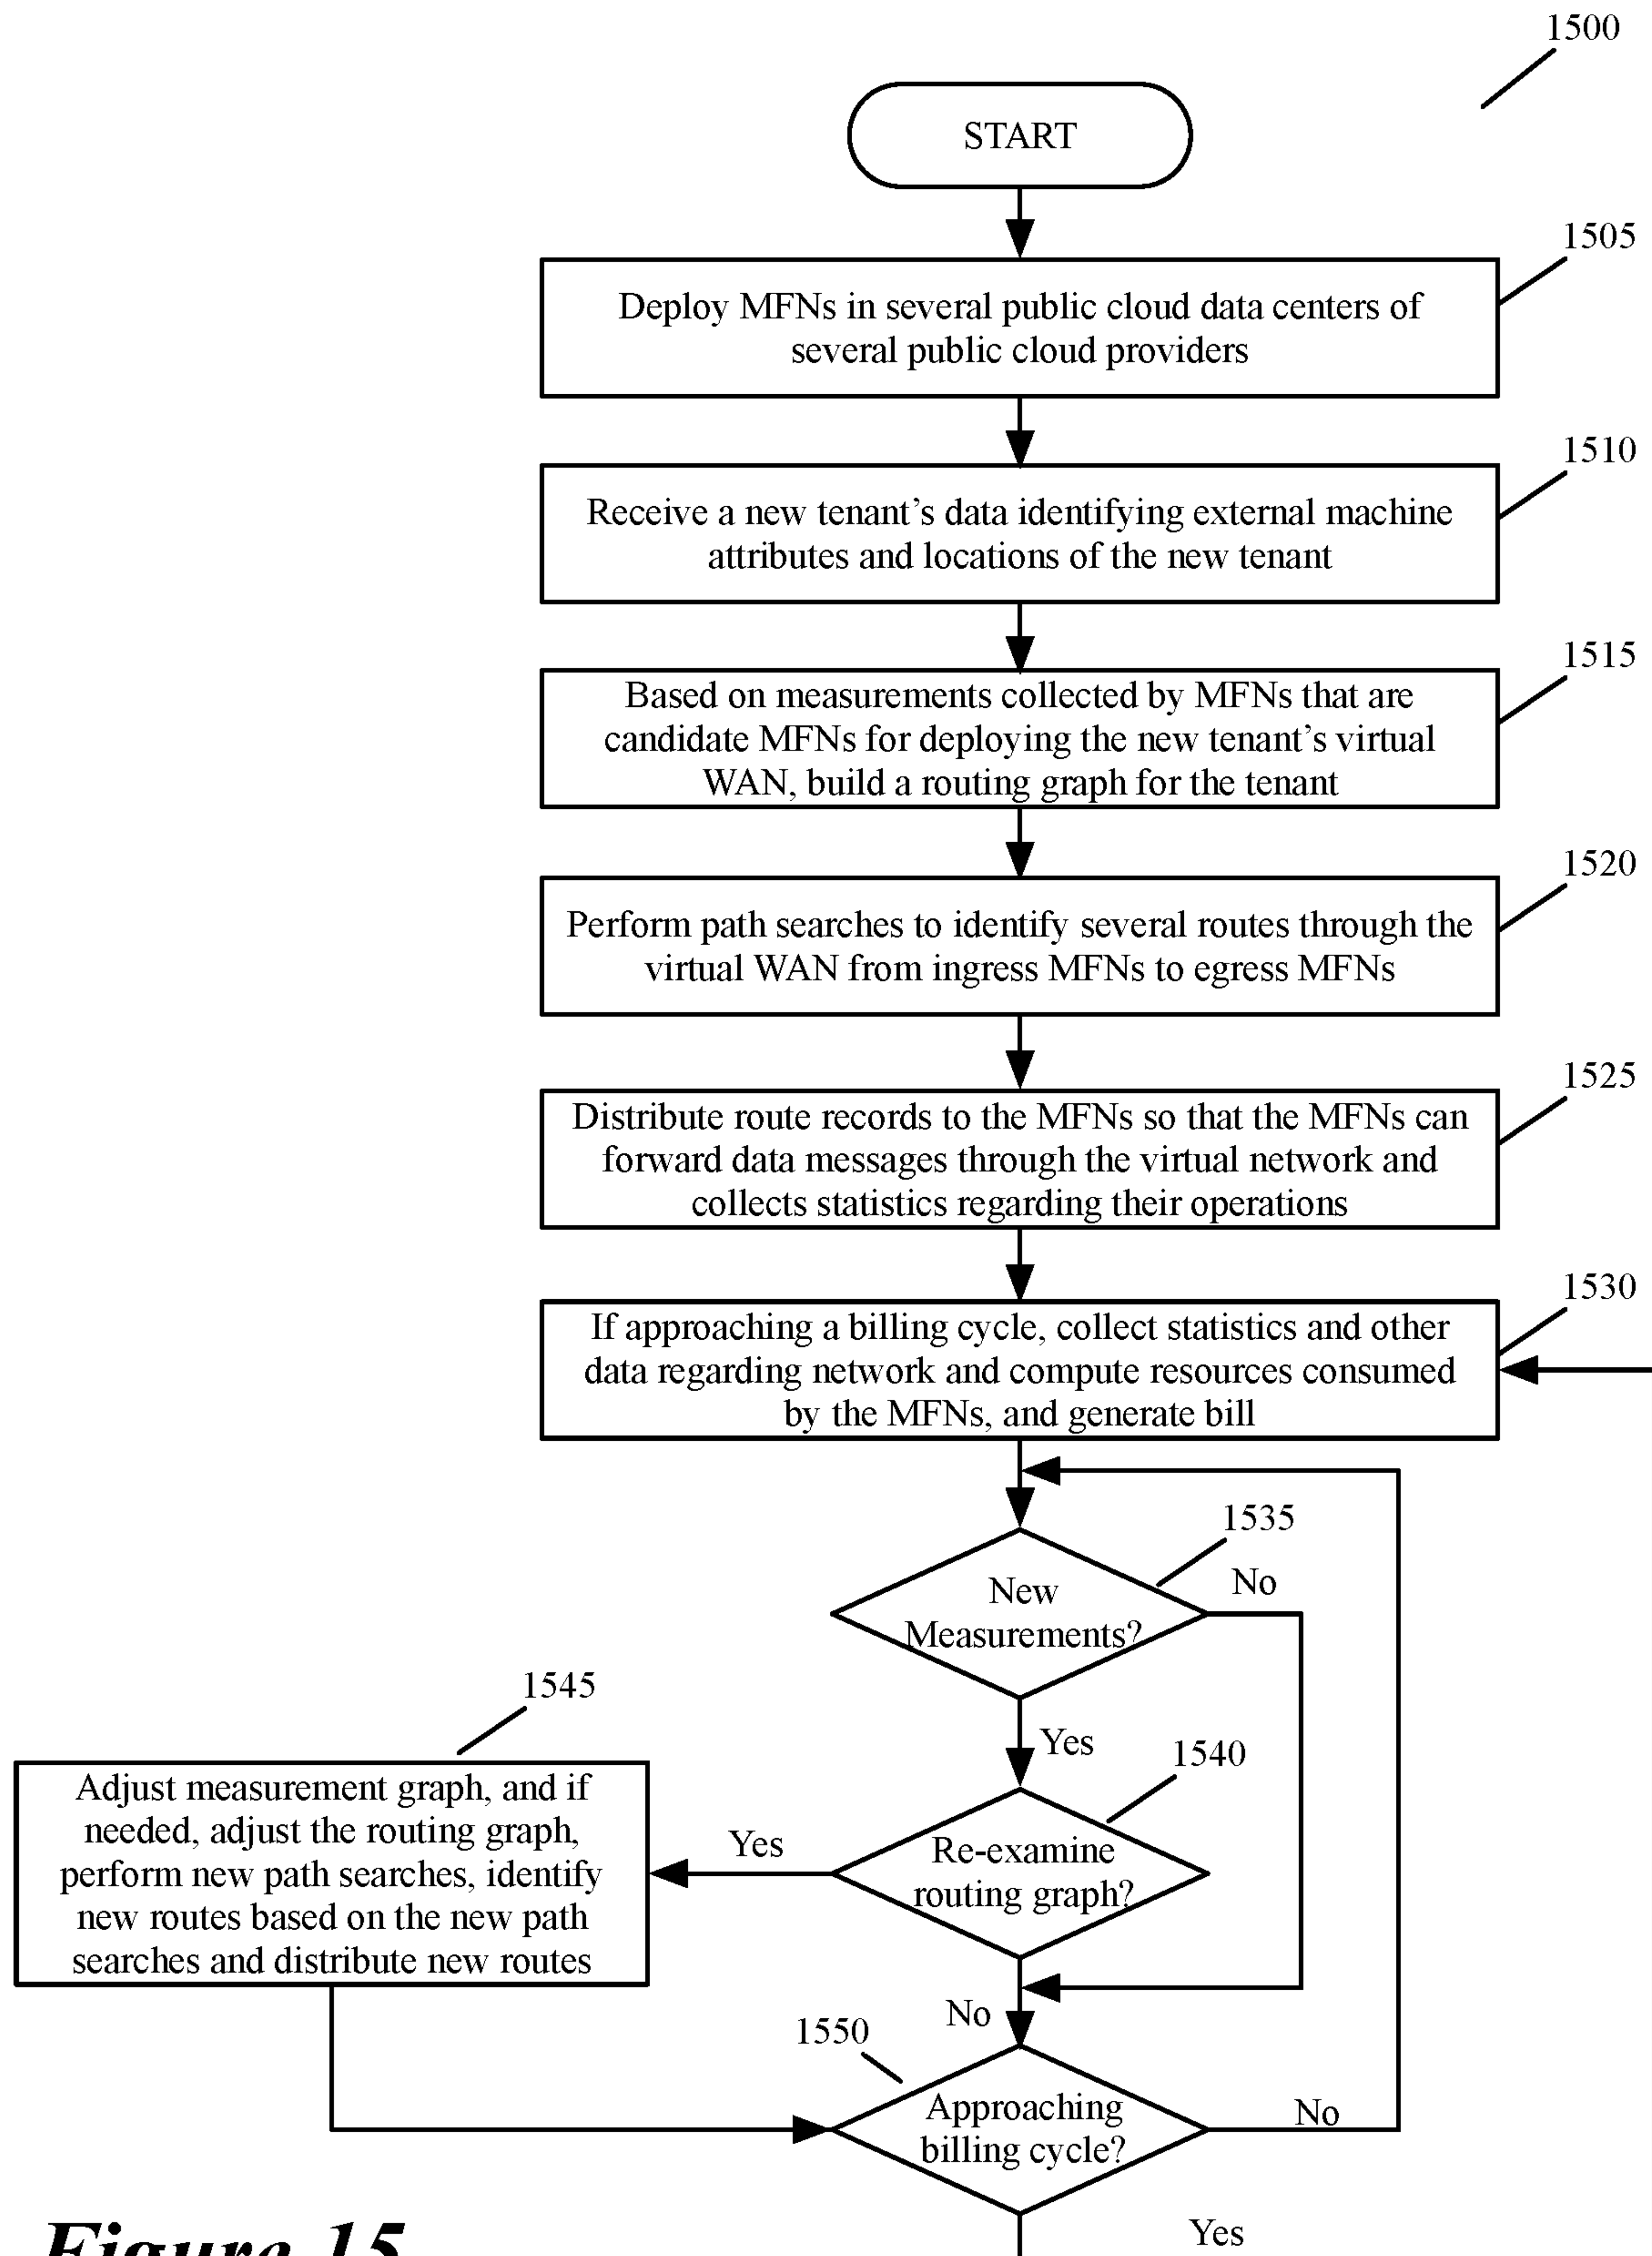 1500
START
1505
Deploy MFNs in several public cloud data centers of
several public cloud providers
1510
Receive a new tenant’s data identifying external machine
attributes and locations of the new tenant
1515
Based on measurements collected by MFNs that are
candidate MFNs for deploying the new tenant’s virtual
WAN, build a routing graph for the tenant
1520
Perform path searches to identify several routes through the
virtual WAN from ingress MFNs to egress MFNs
1525
Distribute route records to the MFNs so that the MFNs can
forward data messages through the virtual network and
collects statistics regarding their operations
1530
If approaching a billing cycle, collect statistics and other
data regarding network and compute resources consumed
by the MFNs, and generate bill
1535
New
Measurements?
No
Yes
1540
Re-examine
routing graph?
Yes
1545
Adjust measurement graph, and if
needed, adjust the routing graph,
perform new path searches, identify
new routes based on the new path
searches and distribute new routes
No
1550
Approaching
billing cycle?
No
Yes
Figure 15